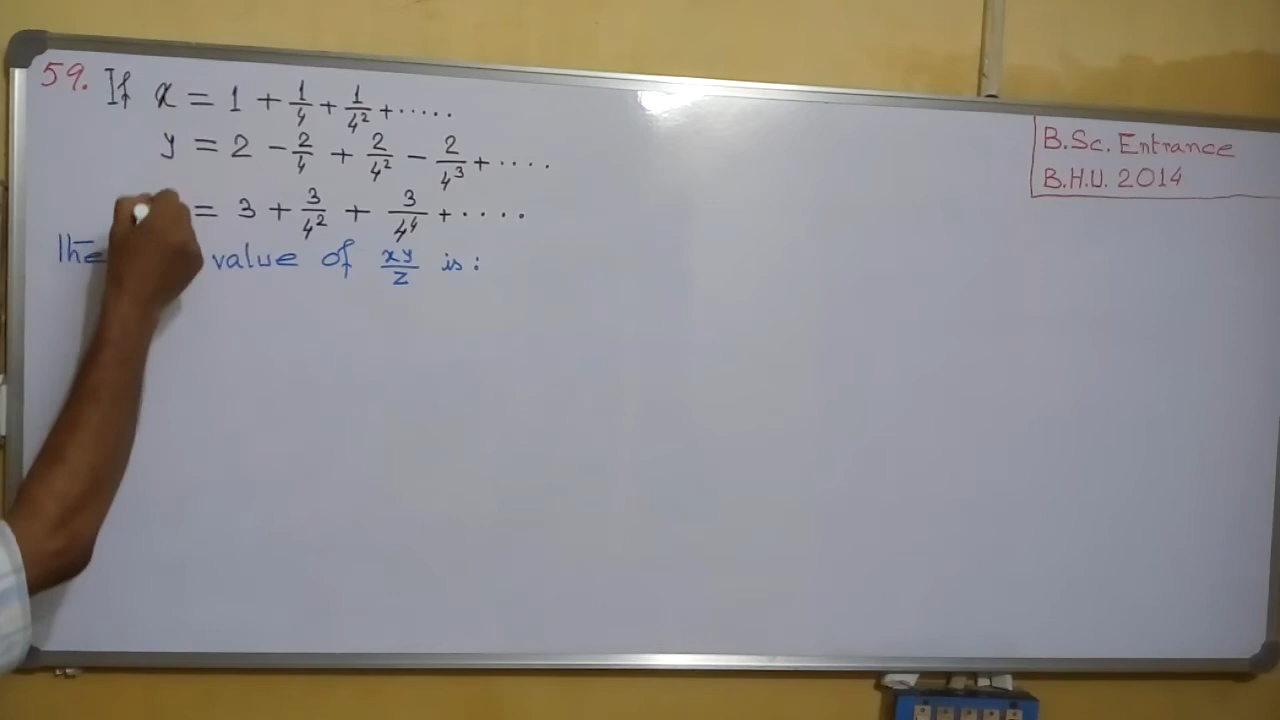 59. If x = 1 + 1/4 + 1/4² + .....
y = 2 - 2/4 + 2/4² - 2/4³ + ....
= 3 + 3/4² + 3/4⁴ + ....
value of xy/z is:
B.Sc. Entrance
B.H.U. 2014